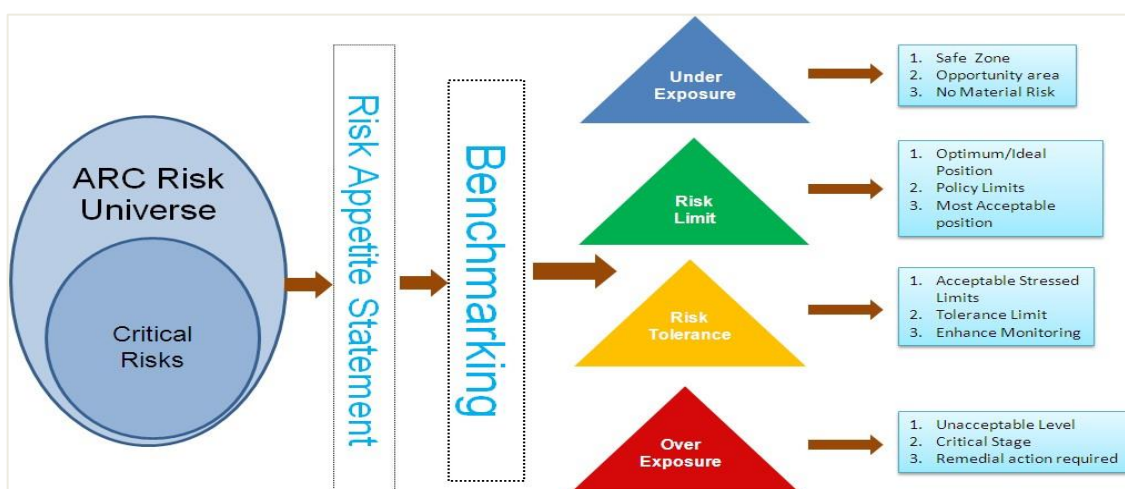 ARC Risk
Universe
Critical
Risks
Risk Appetite Statement
Benchmarking
Under
Exposure
1. Safe Zone
2. Opportunity area
3. No Material Risk
Risk
Limit
1. Optimum/Ideal
Position
2. Policy Limits
3. Most Acceptable
position
Risk
Tolerance
1. Acceptable Stressed
Limits
2. Tolerance Limit
3. Enhance Monitoring
Over
Exposure
1. Unacceptable Level
2. Critical Stage
3. Remedial action required